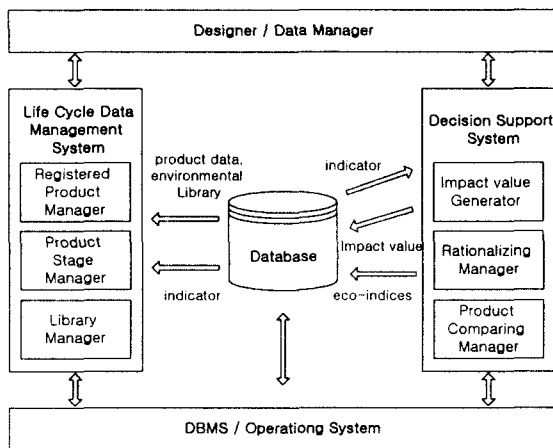 Designer / Data Manager
Life Cycle Data
Management
System
Registered
Product
Manager
Product
Stage
Manager
Library
Manager
product data,
environmental
Library
indicator
Database
indicator
Impact value
eco-indices
Decision Support
System
Impact value
Generator
Rationalizing
Manager
Product
Comparing
Manager
DBMS / Operationg System